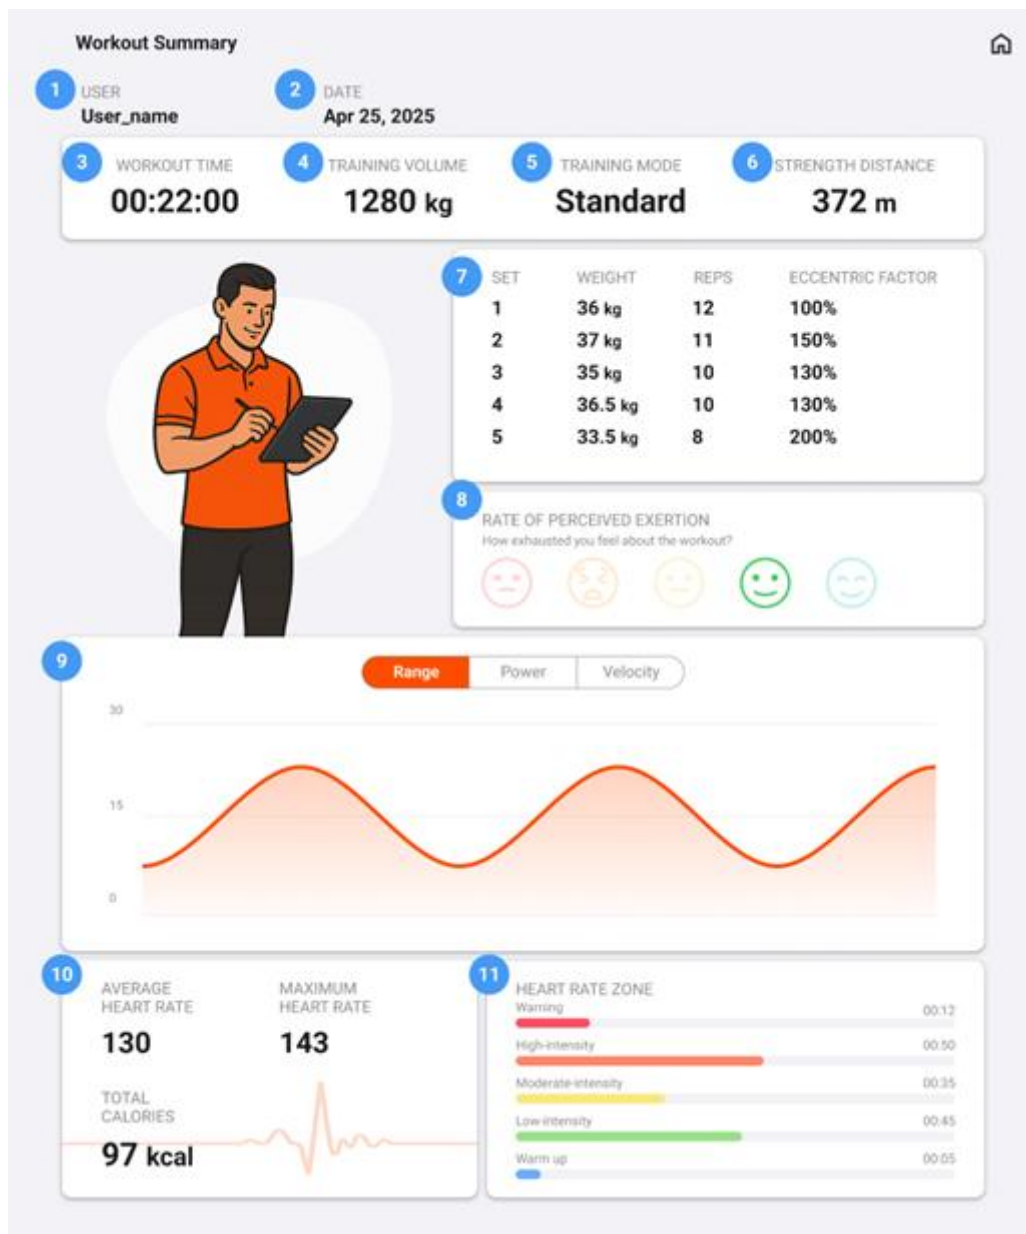 Workout Summary
1 USER
User_name
2 DATE
Apr 25, 2025
3 WORKOUT TIME
00:22:00
4 TRAINING VOLUME
1280 kg
5 TRAINING MODE
Standard
6 STRENGTH DISTANCE
372 m
7 SET WEIGHT REPS ECCENTRIC FACTOR
1 36 kg 12 100%
2 37 kg 11 150%
3 35 kg 10 130%
4 36.5 kg 10 130%
5 33.5 kg 8 200%
8
RATE OF PERCEIVED EXERTION
How exhausted you feel about the workout?
9
Range Power Velocity
30
15
0
10
AVERAGE
HEART RATE
130
MAXIMUM
HEART RATE
143
TOTAL
CALORIES
97 kcal
11
HEART RATE ZONE
Warning 00:12
High-intensity 00:50
Moderate-intensity 00:35
Low-intensity 00:45
Warm up 00:05